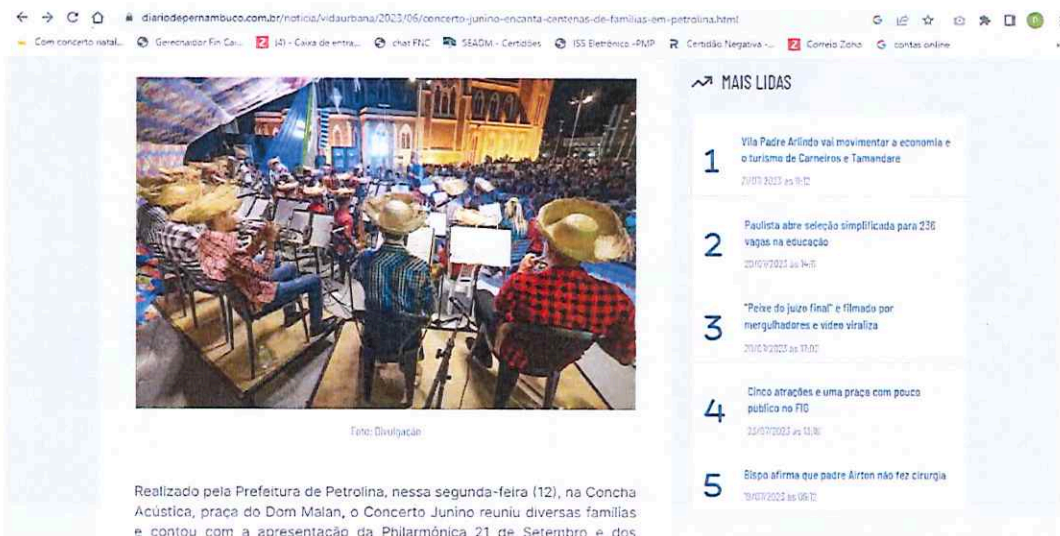 diariodepernambuco.com.br/noticia/vidaurbana/2023/06/concerto-junino-encanta-centenas-de-familias-em-petrolina.html
Com concerto natal...
Gerenciador Fin Cai...
(4) - Caixa de entra...
chat FNC
SEADM - Certidões
ISS Eletrônico -PMP
Certidão Negativa -...
Correio Zoho
contas online
MAIS LIDAS
1
Vila Padre Arlindo vai movimentar a economia e
o turismo de Carneiros e Tamandare
2
Paulista abre seleção simplificada para 236
vagas na educação
3
"Peixe do juízo final" é filmado por
mergulhadores e vídeo viraliza
4
Cinco atrações e uma praça com pouco
público no FIG
5
Bispo afirma que padre Airton não fez cirurgia
Foto: Divulgação
Realizado pela Prefeitura de Petrolina, nessa segunda-feira (12), na Concha
Acústica, praça do Dom Malan, o Concerto Junino reuniu diversas famílias
e contou com a apresentação da Philarmônica 21 de Setembro e dos